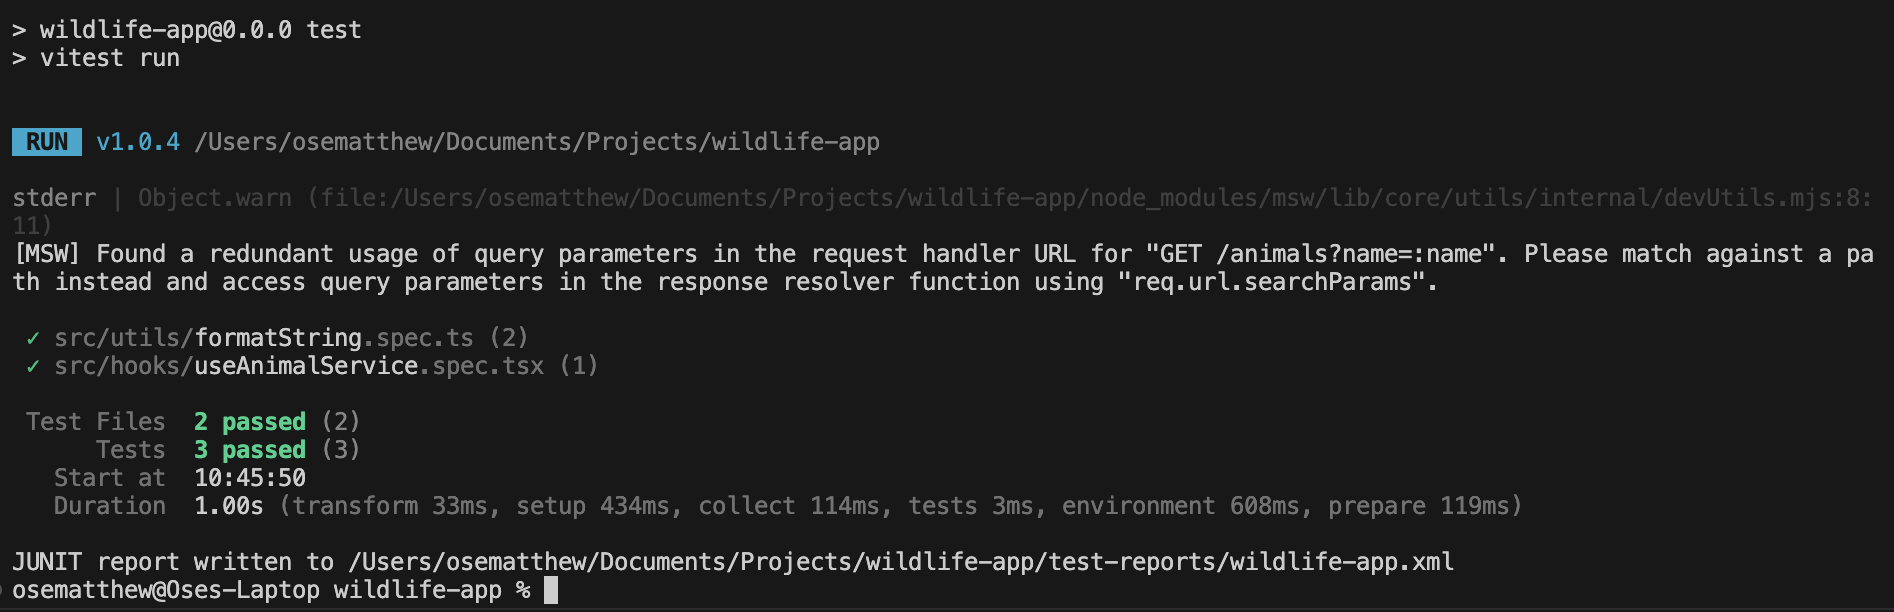 > wildlife-app@0.0.0 test
> vitest run
RUN v1.0.4 /Users/osematthew/Documents/Projects/wildlife-app
stderr | Object.warn (file:/Users/osematthew/Documents/Projects/wildlife-app/node_modules/msw/lib/core/utils/internal/devUtils.mjs:8:
11)
[MSW] Found a redundant usage of query parameters in the request handler URL for "GET /animals?name=:name". Please match against a pa
th instead and access query parameters in the response resolver function using "req.url.searchParams".
✓ src/utils/formatString.spec.ts (2)
✓ src/hooks/useAnimalService.spec.tsx (1)
Test Files  2 passed (2)
Tests  3 passed (3)
Start at  10:45:50
Duration  1.00s (transform 33ms, setup 434ms, collect 114ms, tests 3ms, environment 608ms, prepare 119ms)
JUNIT report written to /Users/osematthew/Documents/Projects/wildlife-app/test-reports/wildlife-app.xml
osematthew@Oses-Laptop wildlife-app %